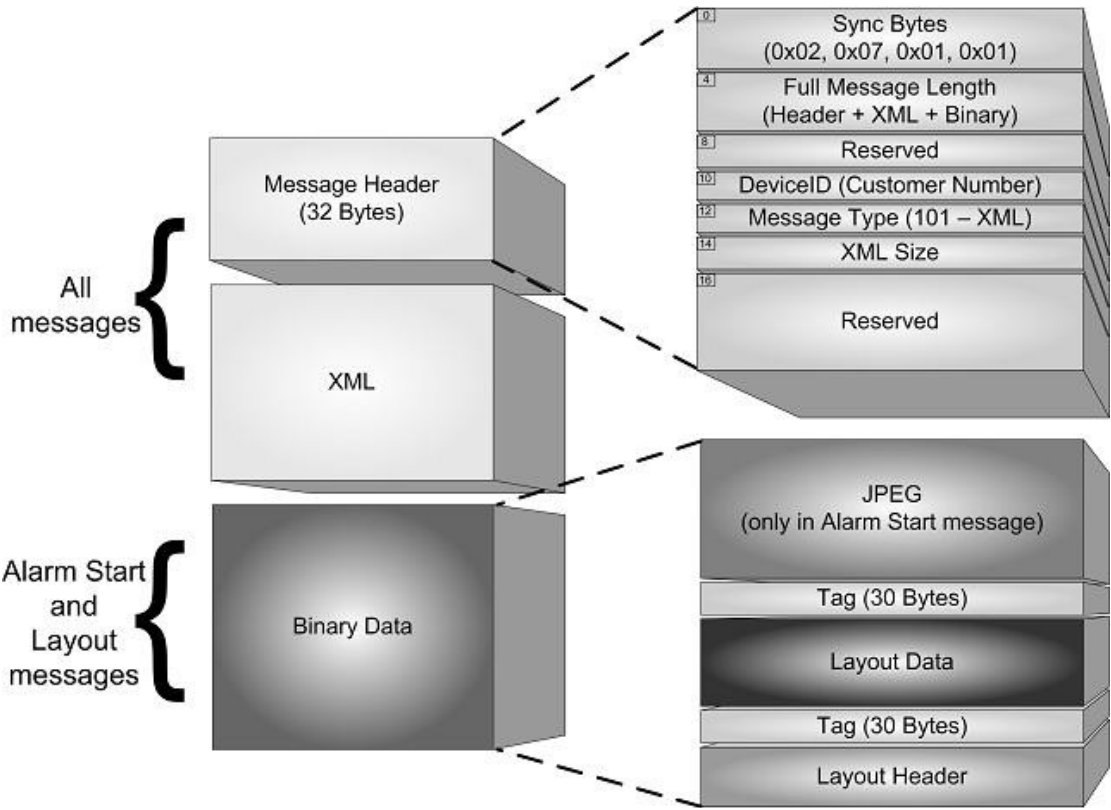 All
messages
Alarm Start
and
Layout
messages
Message Header
(32 Bytes)
XML
Binary Data
0
Sync Bytes
(0x02, 0x07, 0x01, 0x01)
4
Full Message Length
(Header + XML + Binary)
8
Reserved
10
DeviceID (Customer Number)
12
Message Type (101 – XML)
14
XML Size
16
Reserved
JPEG
(only in Alarm Start message)
Tag (30 Bytes)
Layout Data
Tag (30 Bytes)
Layout Header